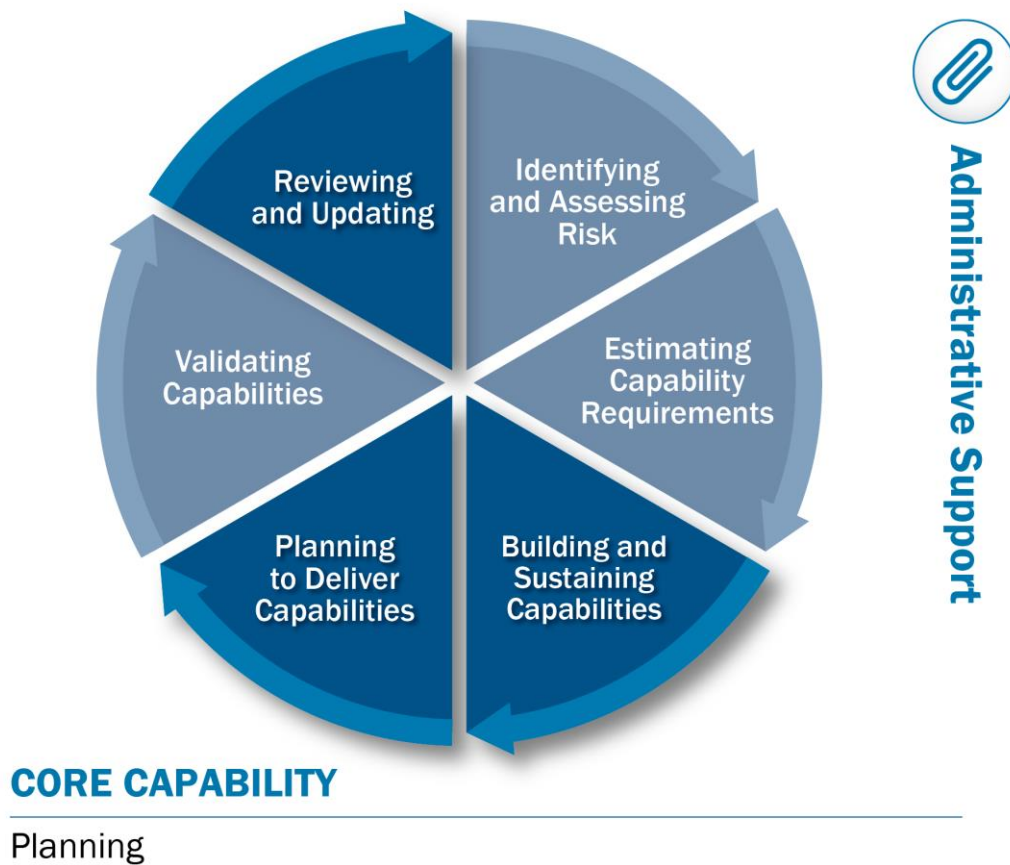 Reviewing
and Updating
Identifying
and Assessing
Risk
Validating
Capabilities
Estimating
Capability
Requirements
Planning
to Deliver
Capabilities
Building and
Sustaining
Capabilities
Administrative Support
CORE CAPABILITY
Planning